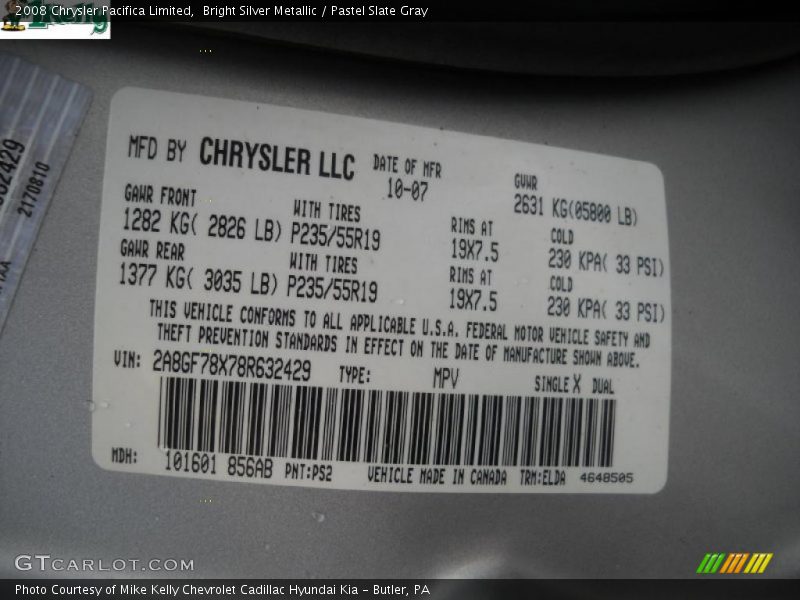 2008 Chrysler Pacifica Limited, Bright Silver Metallic / Pastel Slate Gray
2429
2170810
MFD BY CHRYSLER LLC DATE OF MFR GVWR
10-07 2631 KG(05800 LB)
GAWR FRONT WITH TIRES RIMS AT COLD
1282 KG( 2826 LB) P235/55R19 19X7.5 230 KPA( 33 PSI)
GAWR REAR WITH TIRES RIMS AT COLD
1377 KG( 3035 LB) P235/55R19 19X7.5 230 KPA( 33 PSI)
THIS VEHICLE CONFORMS TO ALL APPLICABLE U.S.A. FEDERAL MOTOR VEHICLE SAFETY AND
THEFT PREVENTION STANDARDS IN EFFECT ON THE DATE OF MANUFACTURE SHOWN ABOVE.
VIN: 2A8GF78X78R632429 TYPE: MPV SINGLE X DUAL
MDH: 101601 856AB PNT:PS2 VEHICLE MADE IN CANADA TRM:ELDA 4648505
GTCARLOT.COM
Photo Courtesy of Mike Kelly Chevrolet Cadillac Hyundai Kia - Butler, PA